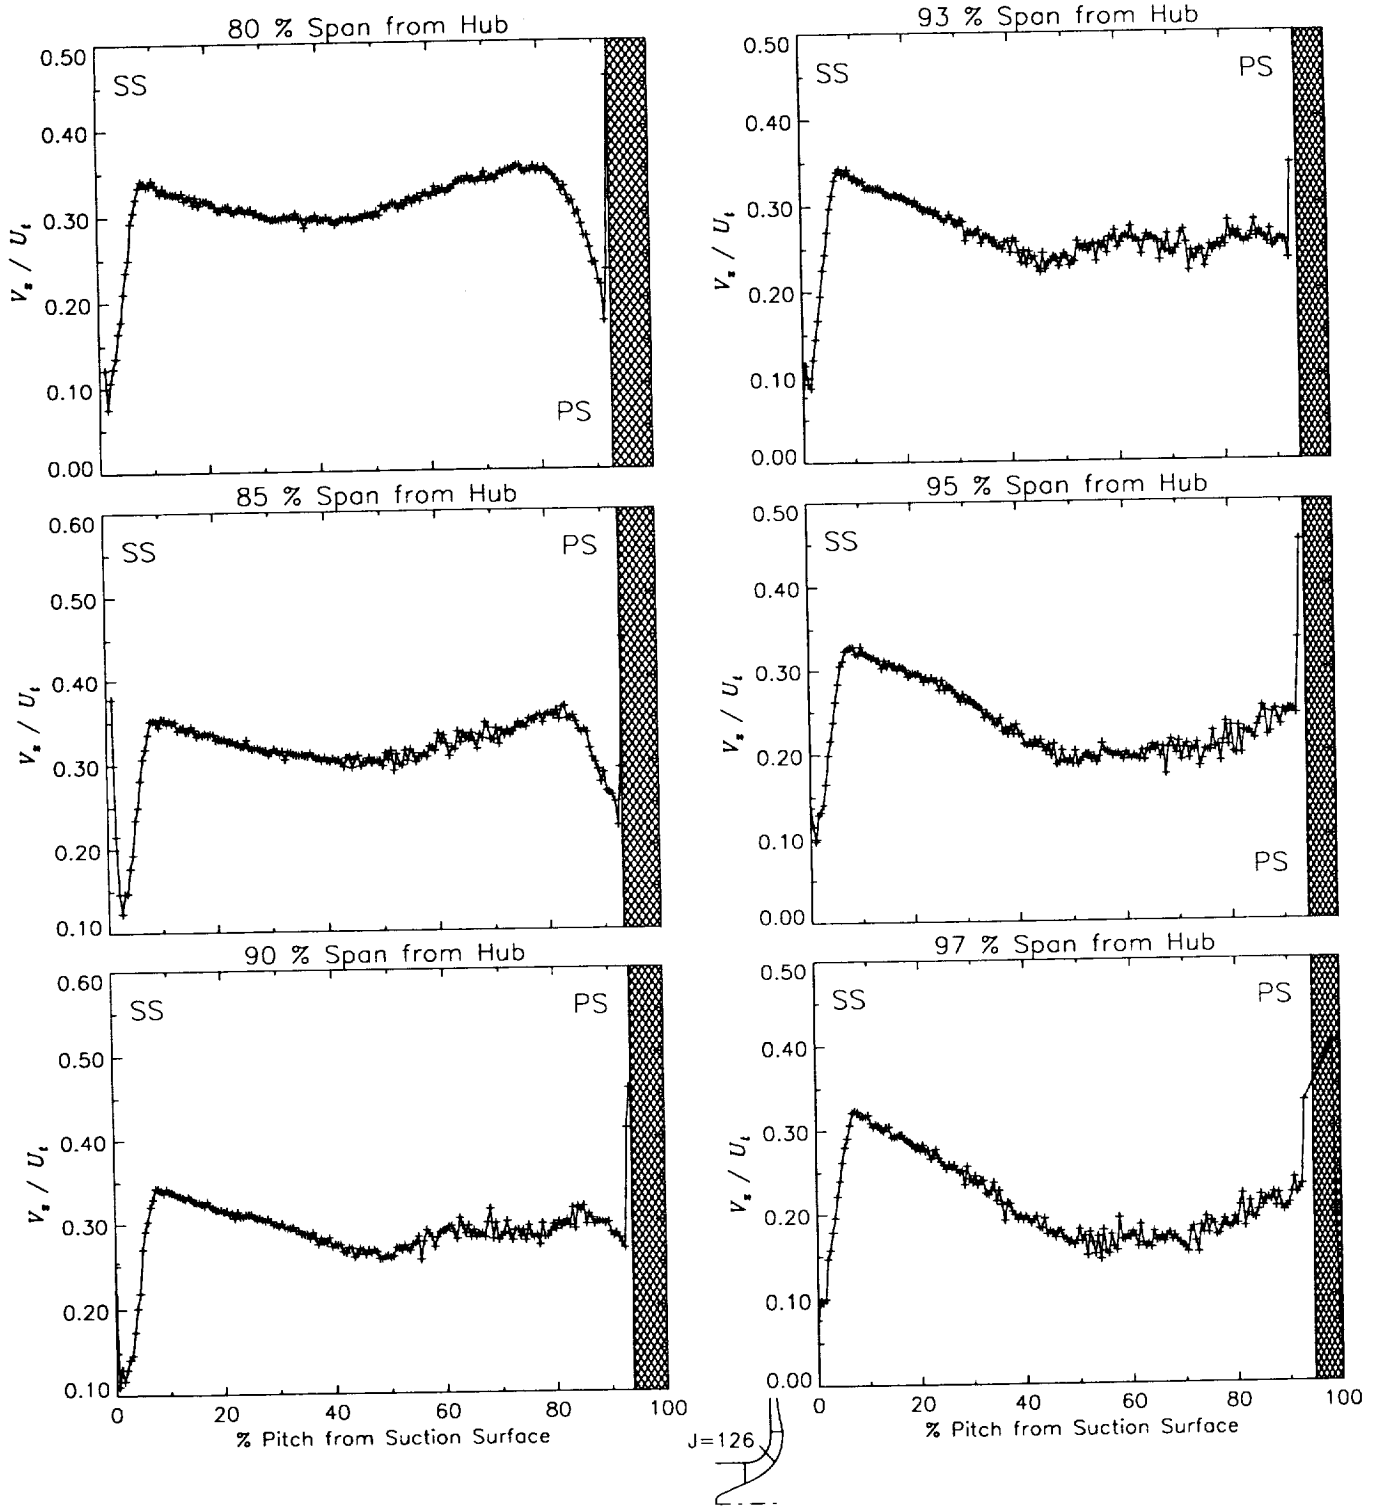 80 % Span from Hub
0.50
0.40
0.30
0.20
0.10
0.00
V_z / U_t
SS
PS
85 % Span from Hub
0.60
0.50
0.40
0.30
0.20
0.10
V_z / U_t
SS
PS
90 % Span from Hub
0.60
0.50
0.40
0.30
0.20
0.10
V_z / U_t
SS
PS
0 20 40 60 80 100
% Pitch from Suction Surface
93 % Span from Hub
0.50
0.40
0.30
0.20
0.10
0.00
V_z / U_t
SS
PS
95 % Span from Hub
0.50
0.40
0.30
0.20
0.10
0.00
V_z / U_t
SS
PS
97 % Span from Hub
0.50
0.40
0.30
0.20
0.10
0.00
V_z / U_t
SS
PS
0 20 40 60 80 100
% Pitch from Suction Surface
J=126